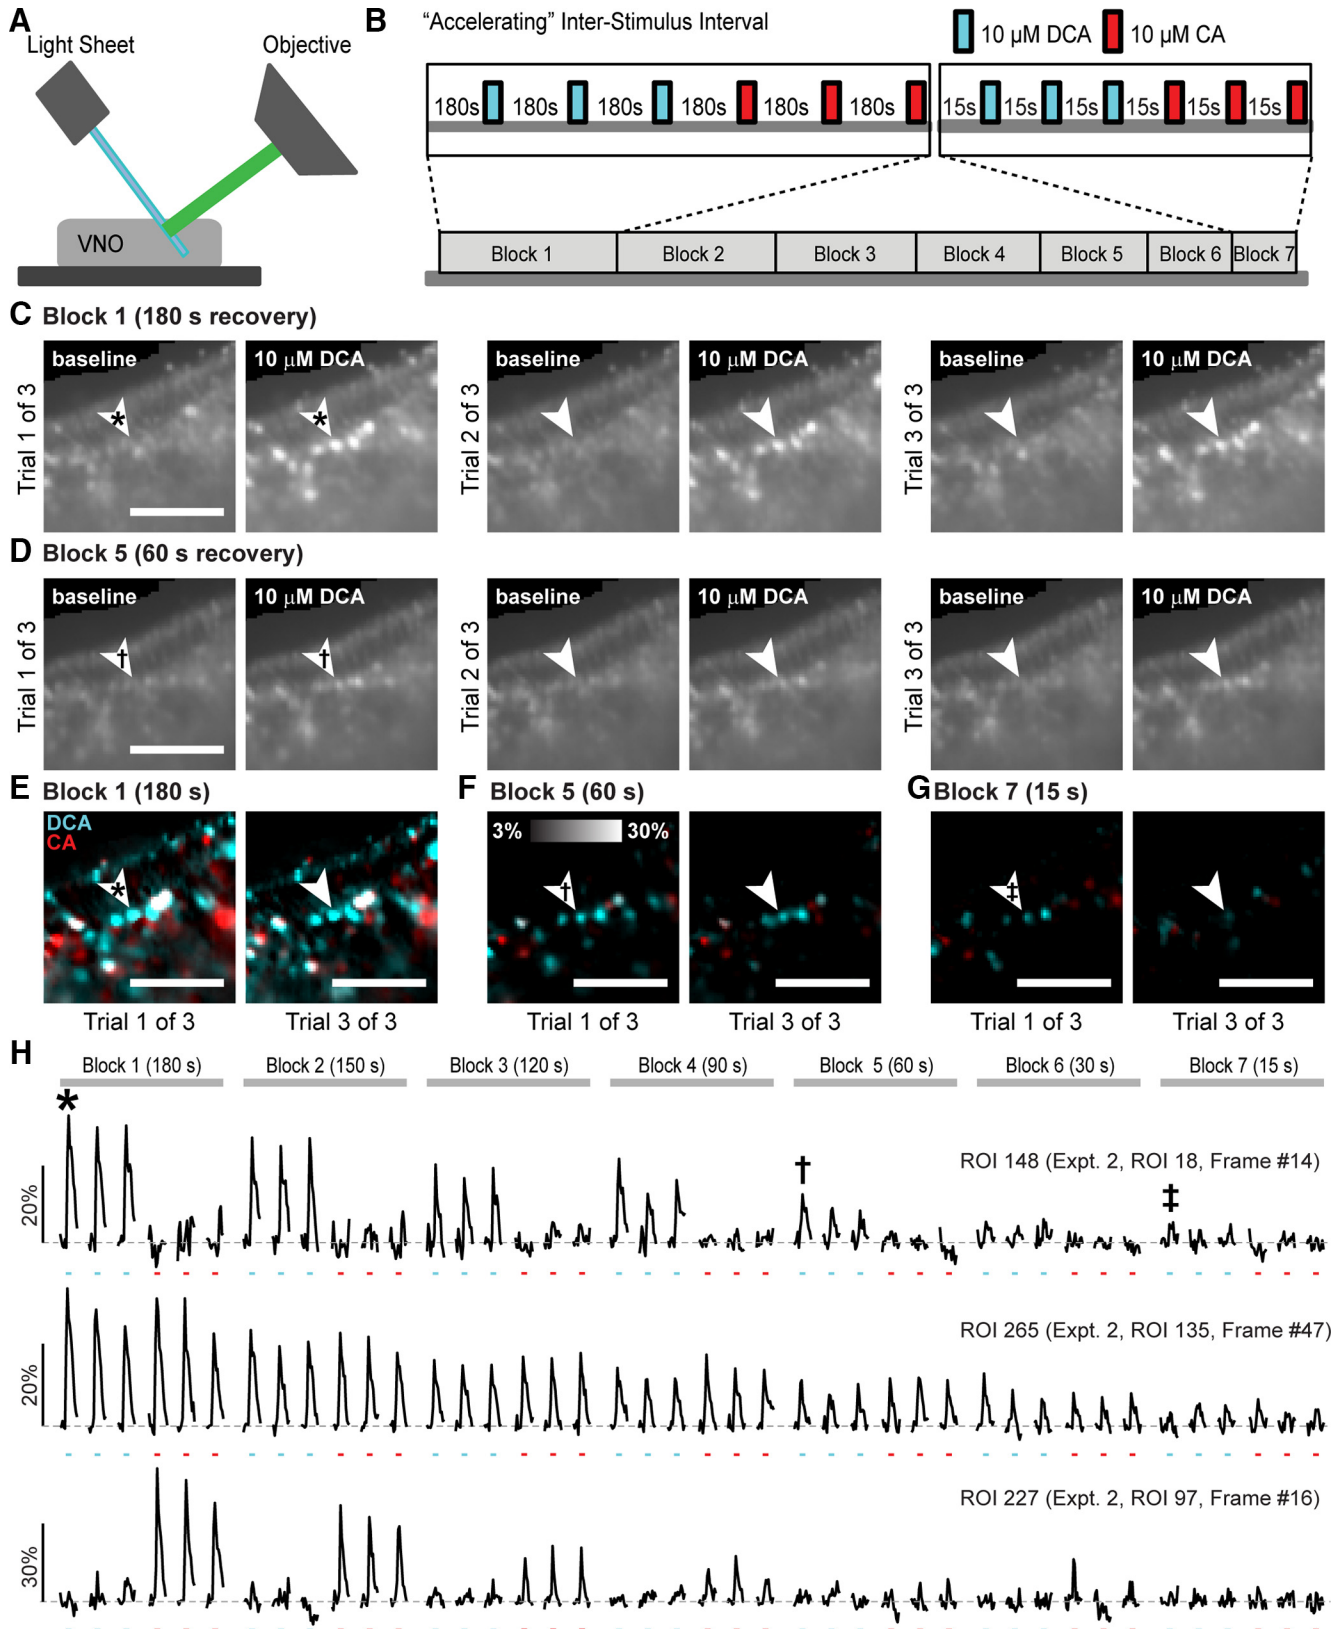 A
Light Sheet
Objective
VNO
B
“Accelerating” Inter-Stimulus Interval
10 µM DCA
10 µM CA
180s 180s 180s 180s 180s 180s
15s 15s 15s 15s 15s 15s
Block 1 Block 2 Block 3 Block 4 Block 5 Block 6 Block 7
C Block 1 (180 s recovery)
Trial 1 of 3
baseline
*
10 µM DCA
*
Trial 2 of 3
baseline
10 µM DCA
Trial 3 of 3
baseline
10 µM DCA
D Block 5 (60 s recovery)
Trial 1 of 3
baseline
†
10 µM DCA
†
Trial 2 of 3
baseline
10 µM DCA
Trial 3 of 3
baseline
10 µM DCA
E Block 1 (180 s)
DCA
CA
*
Trial 1 of 3
Trial 3 of 3
F Block 5 (60 s)
3% 30%
†
Trial 1 of 3
Trial 3 of 3
G Block 7 (15 s)
‡
Trial 1 of 3
Trial 3 of 3
H
Block 1 (180 s) Block 2 (150 s) Block 3 (120 s) Block 4 (90 s) Block 5 (60 s) Block 6 (30 s) Block 7 (15 s)
*
†
‡
20%
ROI 148 (Expt. 2, ROI 18, Frame #14)
20%
ROI 265 (Expt. 2, ROI 135, Frame #47)
30%
ROI 227 (Expt. 2, ROI 97, Frame #16)